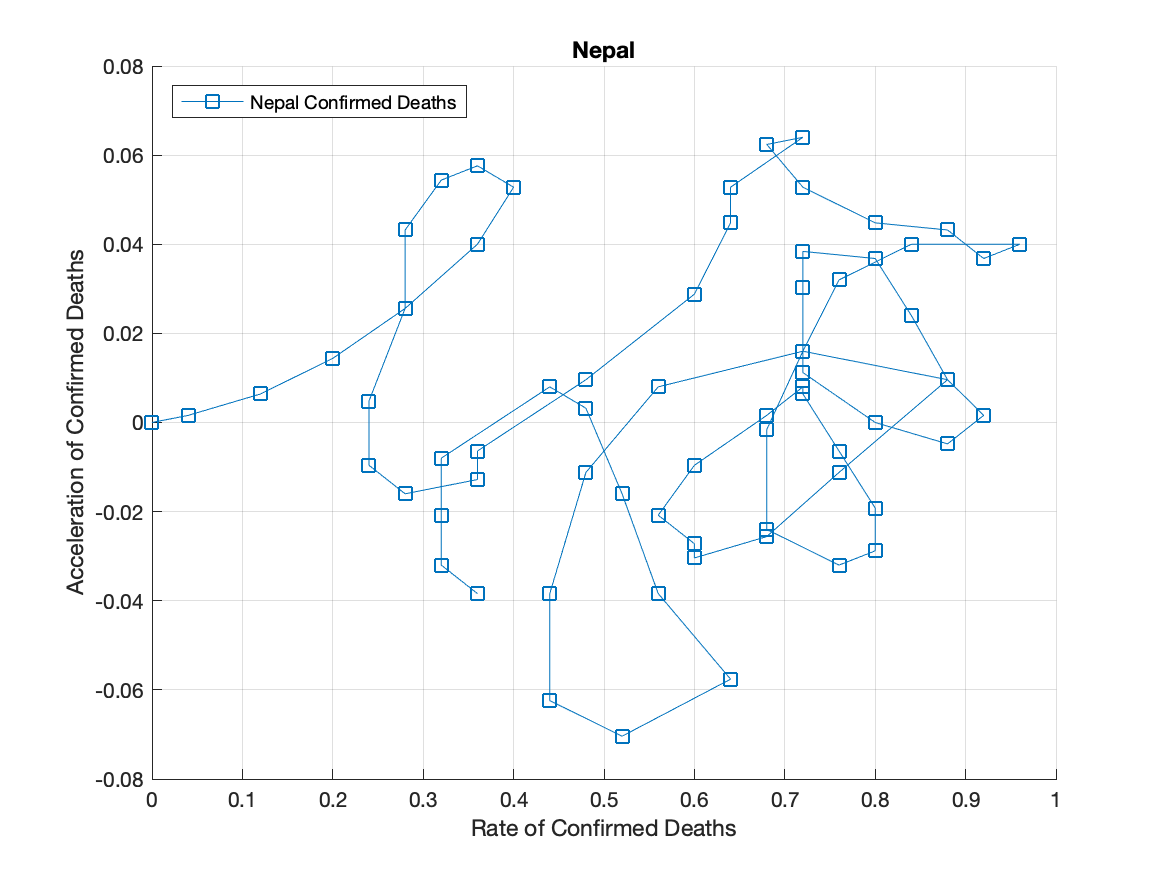 Nepal
0.08
Nepal Confirmed Deaths
0.06
0.04
0.02
0
-0.02
-0.04
-0.06
-0.08
Acceleration of Confirmed Deaths
0 0.1 0.2 0.3 0.4 0.5 0.6 0.7 0.8 0.9 1
Rate of Confirmed Deaths